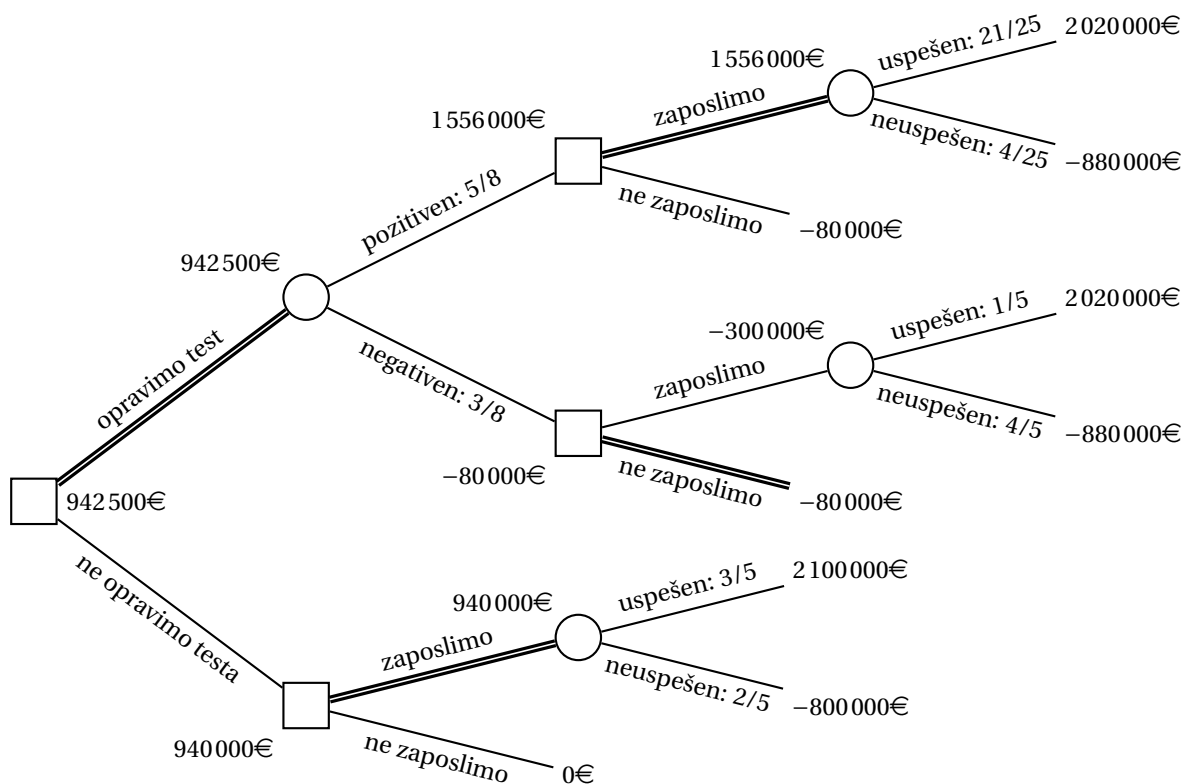 uspešen: 21/25
2 020 000€
1 556 000€
zaposlimo
neuspešen: 4/25
−880 000€
1 556 000€
pozitiven: 5/8
ne zaposlimo
−80 000€
942 500€
opravimo test
negativen: 3/8
uspešen: 1/5
2 020 000€
−300 000€
zaposlimo
neuspešen: 4/5
−880 000€
−80 000€
ne zaposlimo
−80 000€
942 500€
ne opravimo testa
uspešen: 3/5
2 100 000€
940 000€
zaposlimo
neuspešen: 2/5
−800 000€
940 000€
ne zaposlimo
0€